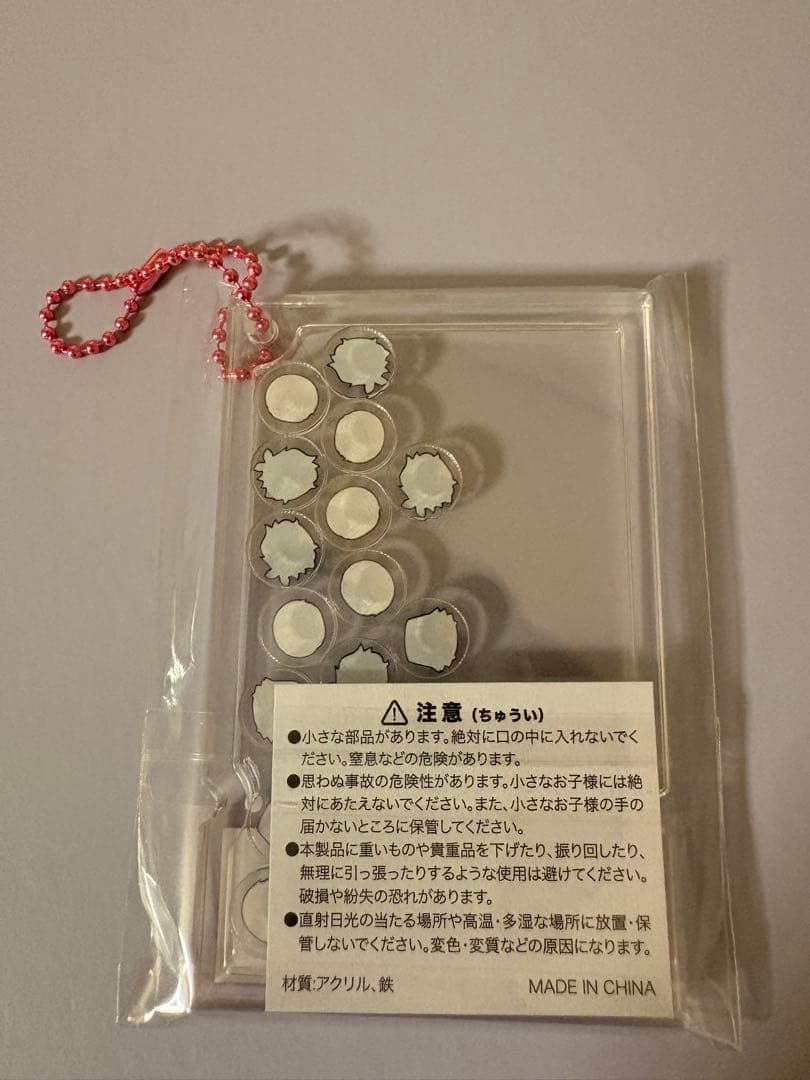 ⚠ 注意（ちゅうい）
●小さな部品があります。絶対に口の中に入れないでく
ださい。窒息などの危険があります。
●思わぬ事故の危険性があります。小さなお子様には絶
対にあたえないでください。また、小さなお子様の手の
届かないところに保管してください。
●本製品に重いものや貴重品を下げたり、振り回したり、
無理に引っ張ったりするような使用は避けてください。
破損や紛失の恐れがあります。
●直射日光の当たる場所や高温・多湿な場所に放置・保
管しないでください。変色・変質などの原因になります。
材質:アクリル、鉄 MADE IN CHINA